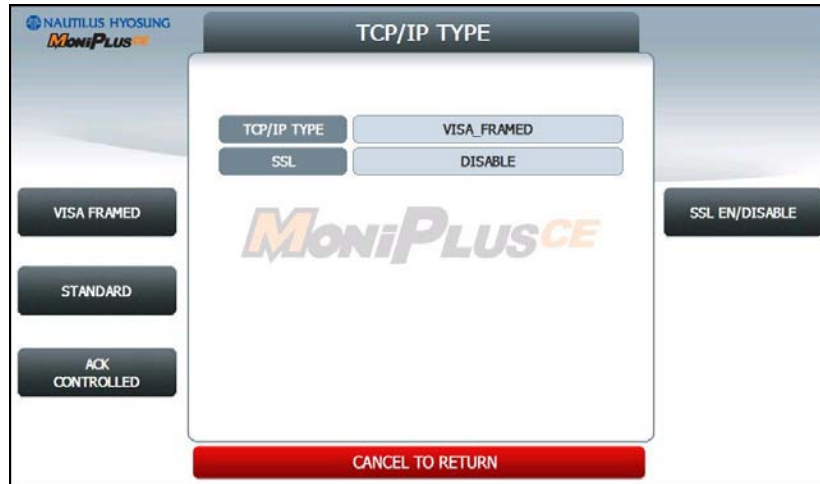 NAUTILUS HYOSUNG
MONIPLUS CE
TCP/IP TYPE
TCP/IP TYPE
VISA_FRAMED
SSL
DISABLE
VISA FRAMED
MONIPLUS CE
SSL EN/DISABLE
STANDARD
ACK
CONTROLLED
CANCEL TO RETURN